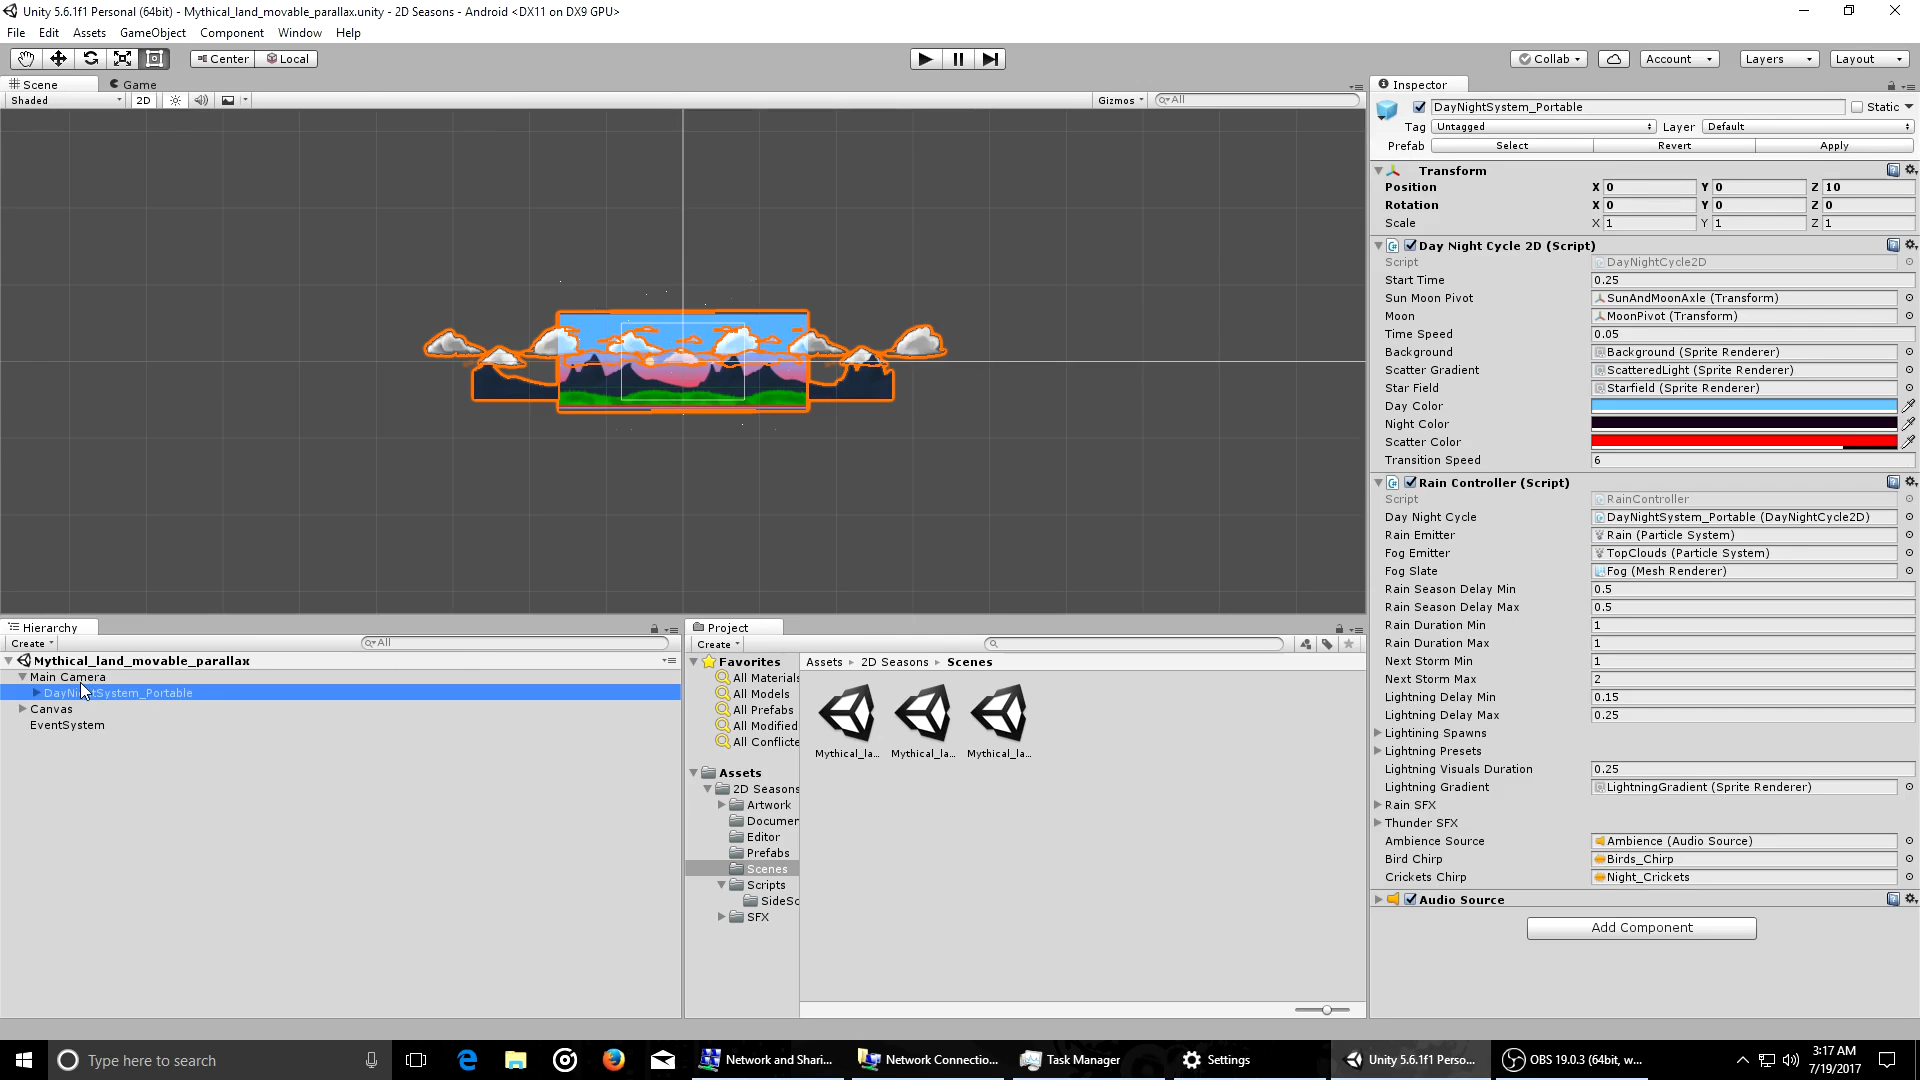 Unity 5.6.1f1 Personal (64bit) - Mythical_land_movable_parallax.unity - 2D Seasons - Android <DX11 on DX9 GPU>
File Edit Assets GameObject Component Window Help
Center Local Collab Account Layers Layout
Scene Game
Shaded 2D Gizmos All
Inspector
DayNightSystem_Portable Static
Tag Untagged Layer Default
Prefab Select Revert Apply
Transform
Position X 0 Y 0 Z 10
Rotation X 0 Y 0 Z 0
Scale X 1 Y 1 Z 1
Day Night Cycle 2D (Script)
Script DayNightCycle2D
Start Time 0.25
Sun Moon Pivot SunAndMoonAxle (Transform)
Moon MoonPivot (Transform)
Time Speed 0.05
Background Background (Sprite Renderer)
Scatter Gradient ScatteredLight (Sprite Renderer)
Star Field Starfield (Sprite Renderer)
Day Color
Night Color
Scatter Color
Transition Speed 6
Rain Controller (Script)
Script RainController
Day Night Cycle DayNightSystem_Portable (DayNightCycle2D)
Rain Emitter Rain (Particle System)
Fog Emitter TopClouds (Particle System)
Fog Slate Fog (Mesh Renderer)
Rain Season Delay Min 0.5
Rain Season Delay Max 0.5
Rain Duration Min 1
Rain Duration Max 1
Next Storm Min 1
Next Storm Max 2
Lightning Delay Min 0.15
Lightning Delay Max 0.25
Lightining Spawns
Lightning Presets
Lightning Visuals Duration 0.25
Lightning Gradient LightningGradient (Sprite Renderer)
Rain SFX
Thunder SFX
Ambience Source Ambience (Audio Source)
Bird Chirp Birds_Chirp
Crickets Chirp Night_Crickets
Audio Source
Add Component
Hierarchy
Create All
Mythical_land_movable_parallax
Main Camera
DayNightSystem_Portable
Canvas
EventSystem
Project
Create
Favorites
All Materials
All Models
All Prefabs
All Modified
All Conflicte
Assets
2D Seasons
Artwork
Documen
Editor
Prefabs
Scenes
Scripts
SideSc
SFX
Assets 2D Seasons Scenes
Mythical_la... Mythical_la... Mythical_la...
Type here to search
Network and Shari... Network Connectio... Task Manager Settings Unity 5.6.1f1 Perso... OBS 19.0.3 (64bit, w...
3:17 AM
7/19/2017